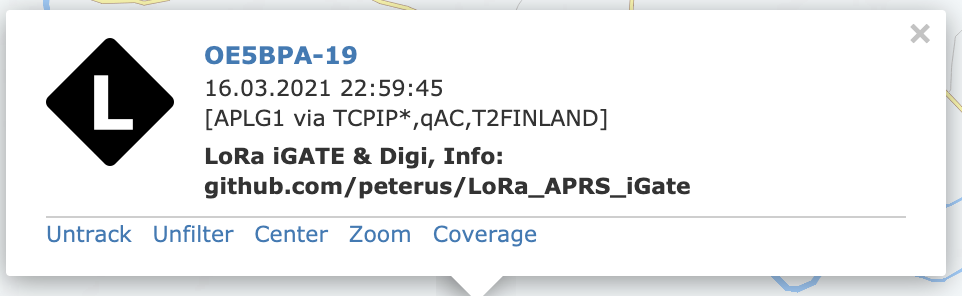 L
OE5BPA-19
16.03.2021 22:59:45
[APLG1 via TCPIP*,qAC,T2FINLAND]
LoRa iGATE & Digi, Info:
github.com/peterus/LoRa_APRS_iGate
Untrack Unfilter Center Zoom Coverage